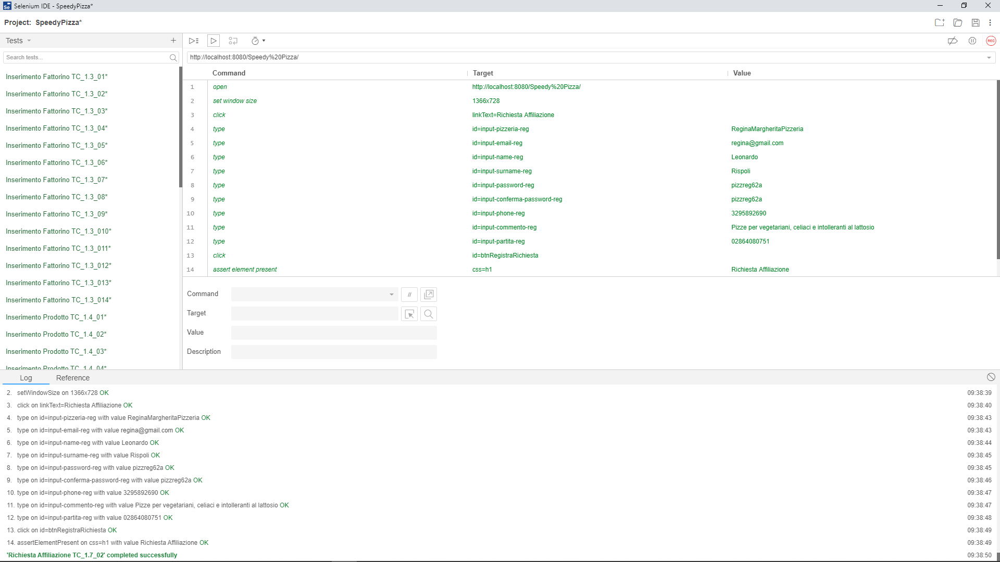 Selenium IDE - SpeedyPizza*
Project: SpeedyPizza*
Tests
Search tests...
Inserimento Fattorino TC_1.3_01*
Inserimento Fattorino TC_1.3_02*
Inserimento Fattorino TC_1.3_03*
Inserimento Fattorino TC_1.3_04*
Inserimento Fattorino TC_1.3_05*
Inserimento Fattorino TC_1.3_06*
Inserimento Fattorino TC_1.3_07*
Inserimento Fattorino TC_1.3_08*
Inserimento Fattorino TC_1.3_09*
Inserimento Fattorino TC_1.3_010*
Inserimento Fattorino TC_1.3_011*
Inserimento Fattorino TC_1.3_012*
Inserimento Fattorino TC_1.3_013*
Inserimento Fattorino TC_1.3_014*
Inserimento Prodotto TC_1.4_01*
Inserimento Prodotto TC_1.4_02*
Inserimento Prodotto TC_1.4_03*
Inserimento Prodotto TC_1.4_04*
REC
http://localhost:8080/Speedy%20Pizza/
Command Target Value
1 open http://localhost:8080/Speedy%20Pizza/
2 set window size 1366x728
3 click linkText=Richiesta Affiliazione
4 type id=input-pizzeria-reg ReginaMargheritaPizzeria
5 type id=input-email-reg regina@gmail.com
6 type id=input-name-reg Leonardo
7 type id=input-surname-reg Rispoli
8 type id=input-password-reg pizzreg62a
9 type id=input-conferma-password-reg pizzreg62a
10 type id=input-phone-reg 3295892690
11 type id=input-commento-reg Pizze per vegetariani, celiaci e intolleranti al lattosio
12 type id=input-partita-reg 02864080751
13 click id=btnRegistraRichiesta
14 assert element present css=h1 Richiesta Affiliazione
Command //
Target
Value
Description
Log Reference
2. setWindowSize on 1366x728 OK 09:38:39
3. click on linkText=Richiesta Affiliazione OK 09:38:40
4. type on id=input-pizzeria-reg with value ReginaMargheritaPizzeria OK 09:38:43
5. type on id=input-email-reg with value regina@gmail.com OK 09:38:43
6. type on id=input-name-reg with value Leonardo OK 09:38:44
7. type on id=input-surname-reg with value Rispoli OK 09:38:45
8. type on id=input-password-reg with value pizzreg62a OK 09:38:45
9. type on id=input-conferma-password-reg with value pizzreg62a OK 09:38:46
10. type on id=input-phone-reg with value 3295892690 OK 09:38:47
11. type on id=input-commento-reg with value Pizze per vegetariani, celiaci e intolleranti al lattosio OK 09:38:47
12. type on id=input-partita-reg with value 02864080751 OK 09:38:48
13. click on id=btnRegistraRichiesta OK 09:38:49
14. assertElementPresent on css=h1 with value Richiesta Affiliazione OK 09:38:49
'Richiesta Affiliazione TC_1.7_02' completed successfully 09:38:50